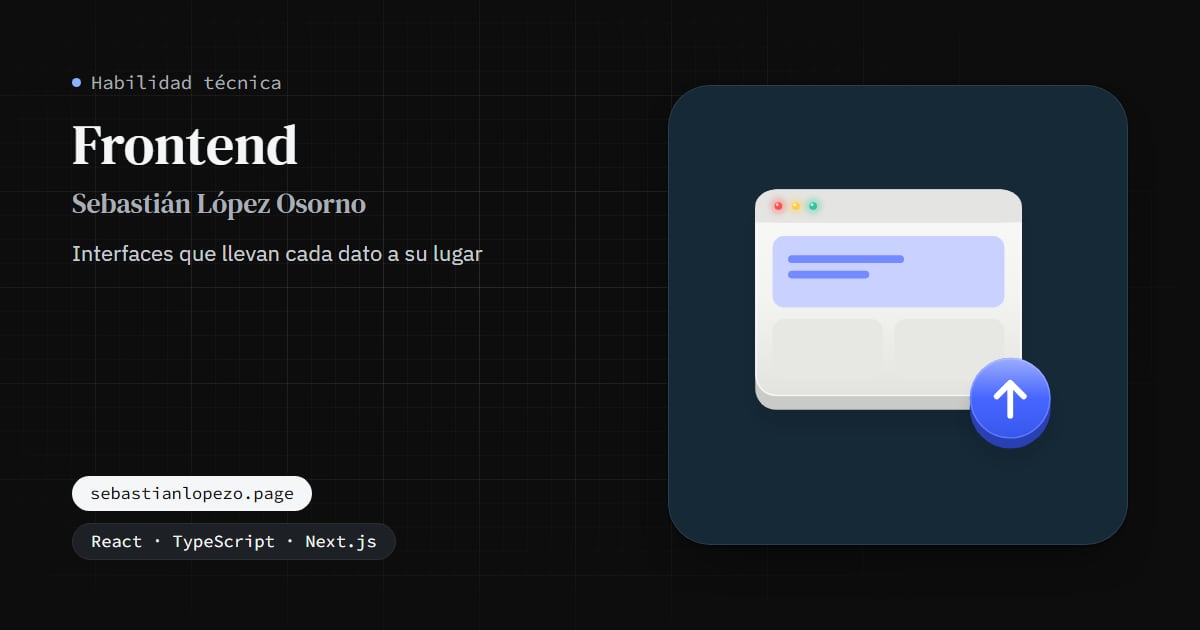 Habilidad técnica
Frontend
Sebastián López Osorno
Interfaces que llevan cada dato a su lugar
sebastianlopezo.page
React · TypeScript · Next.js